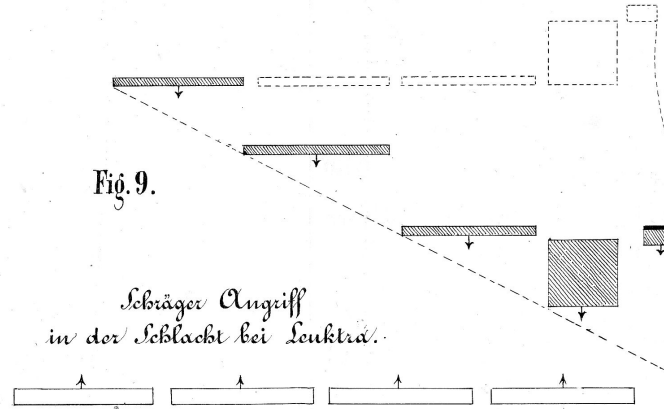 Fig. 9.
Schräger Angriff
in der Schlacht bei Leuktra.